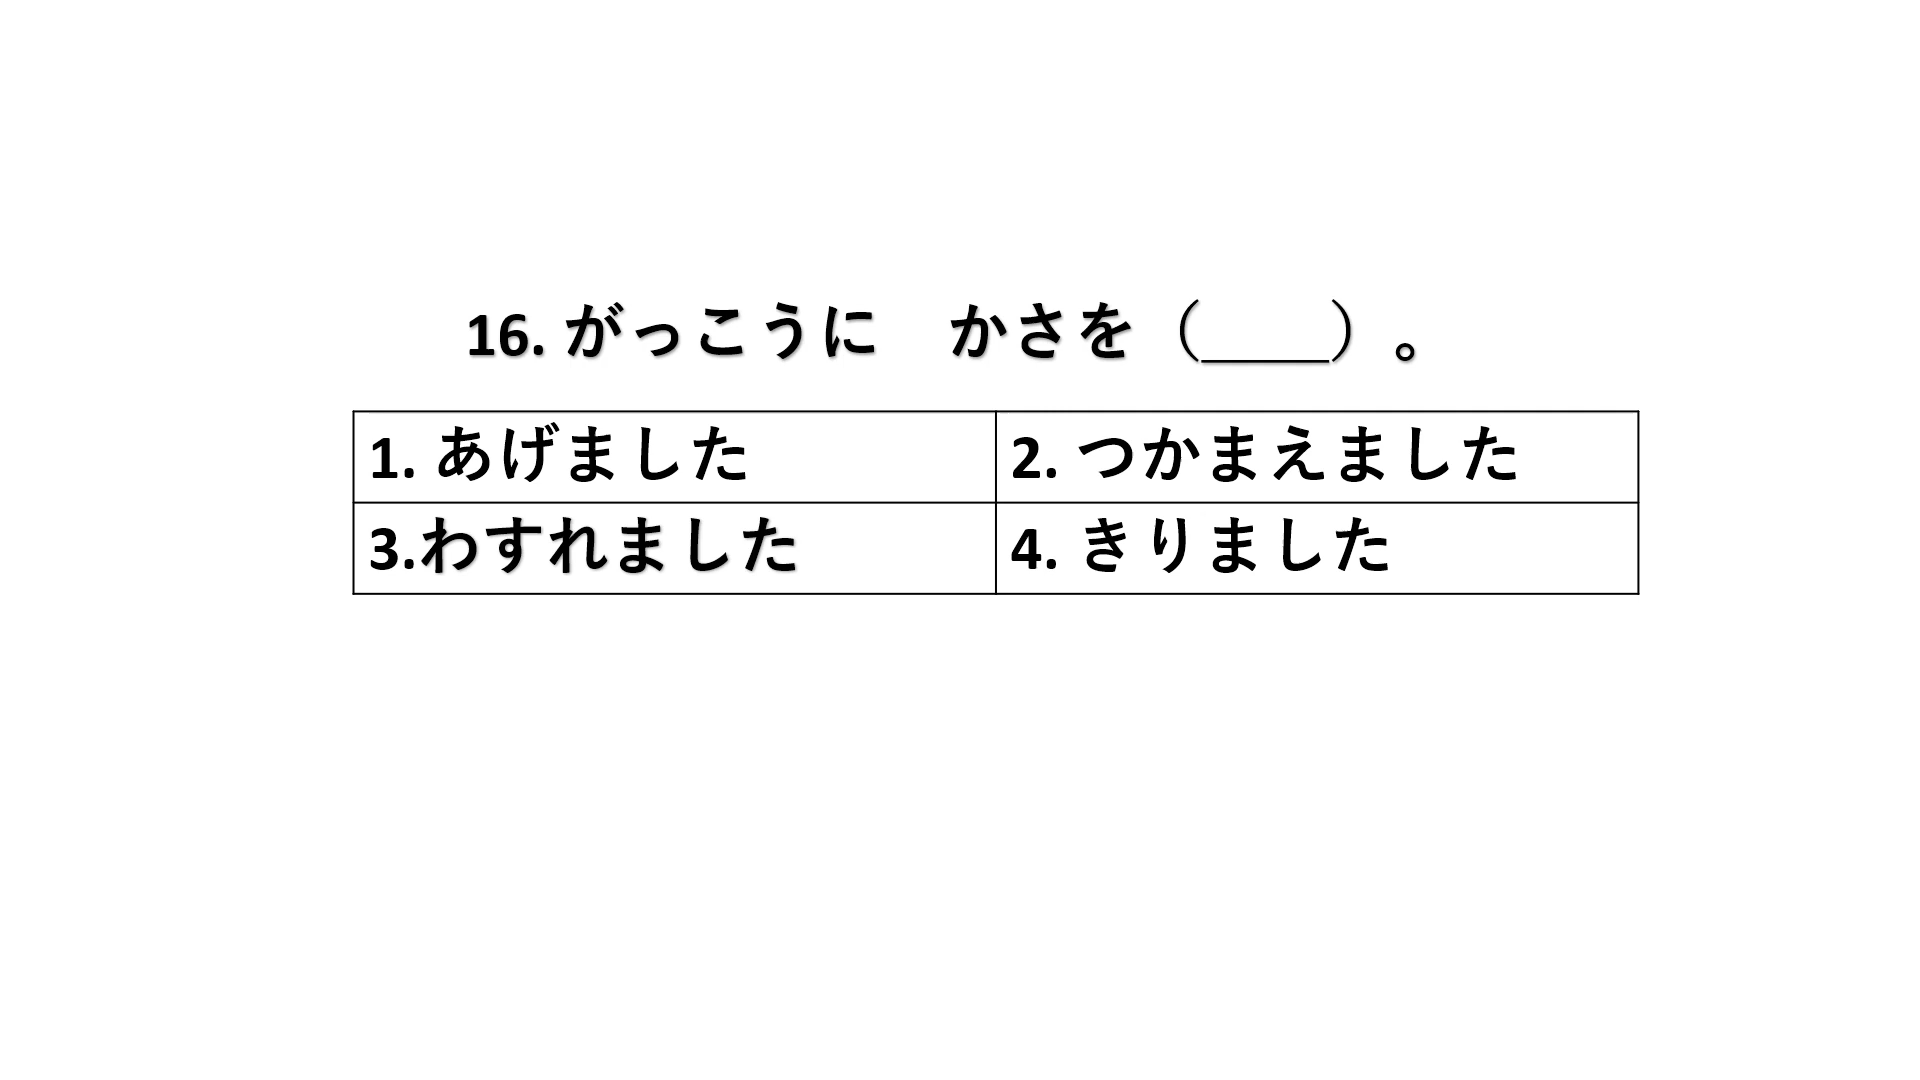 16. がっこうに　かさを（____）。
1. あげました
2. つかまえました
3.わすれました
4. きりました